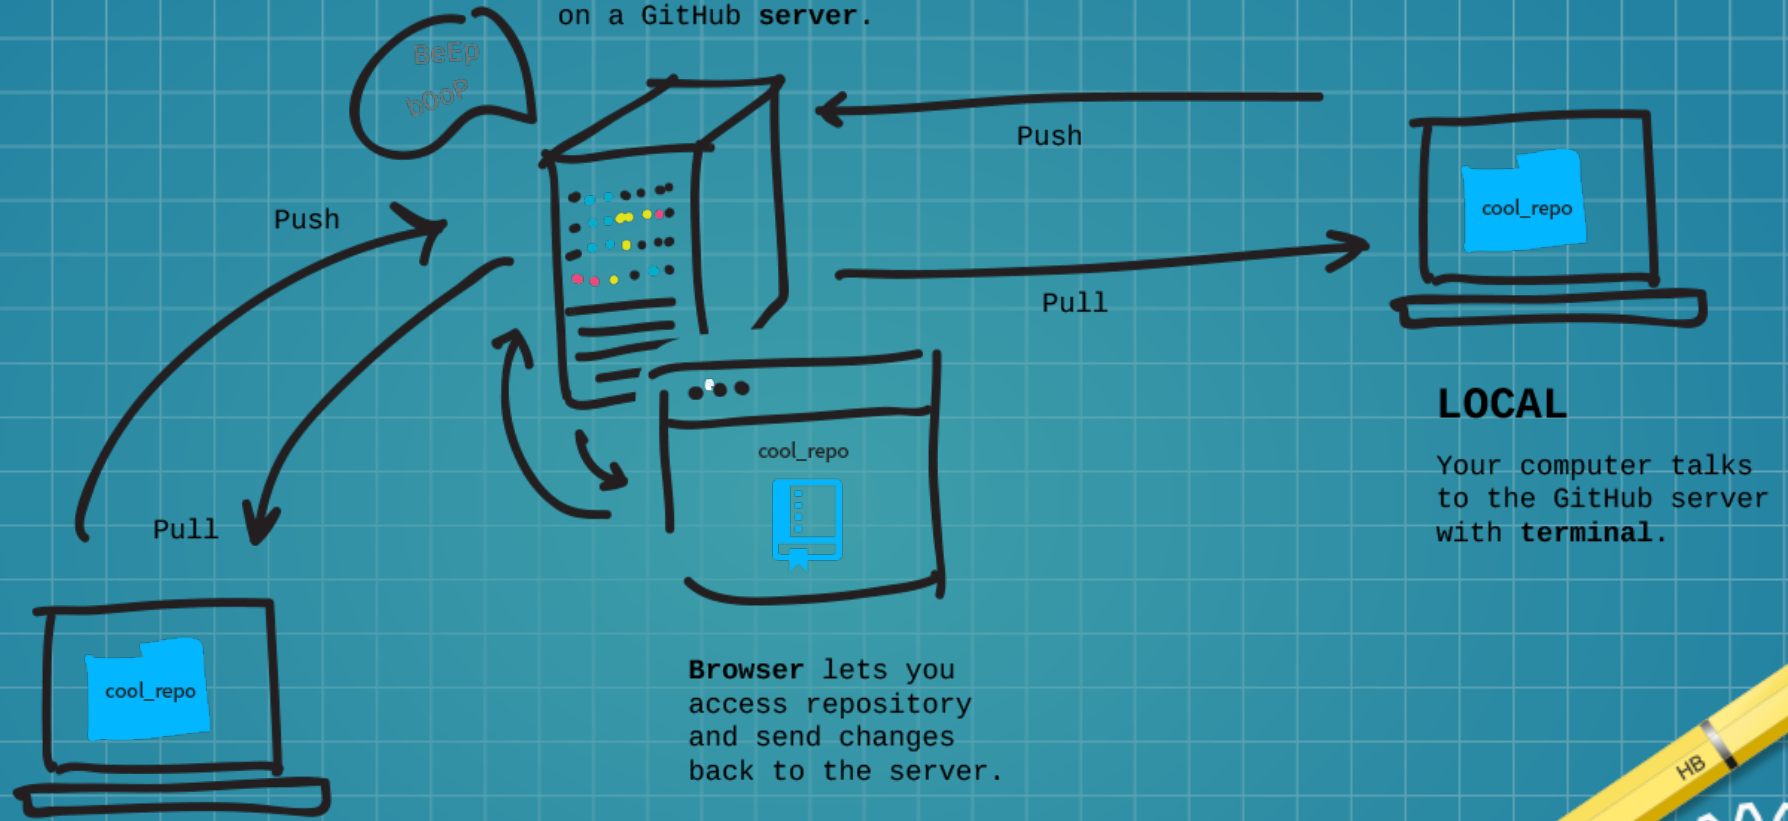 on a GitHub server.
BeEp
bOoP
Push
Push
cool_repo
Pull
LOCAL
Your computer talks
to the GitHub server
with terminal.
cool_repo
Pull
cool_repo
Browser lets you
access repository
and send changes
back to the server.
HB